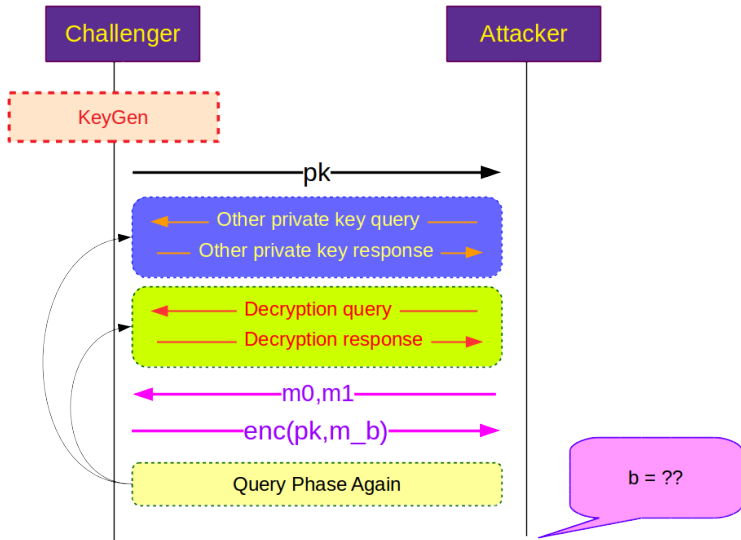 Challenger
Attacker
KeyGen
pk
Other private key query
Other private key response
Decryption query
Decryption response
m0,m1
enc(pk,m_b)
Query Phase Again
b = ??